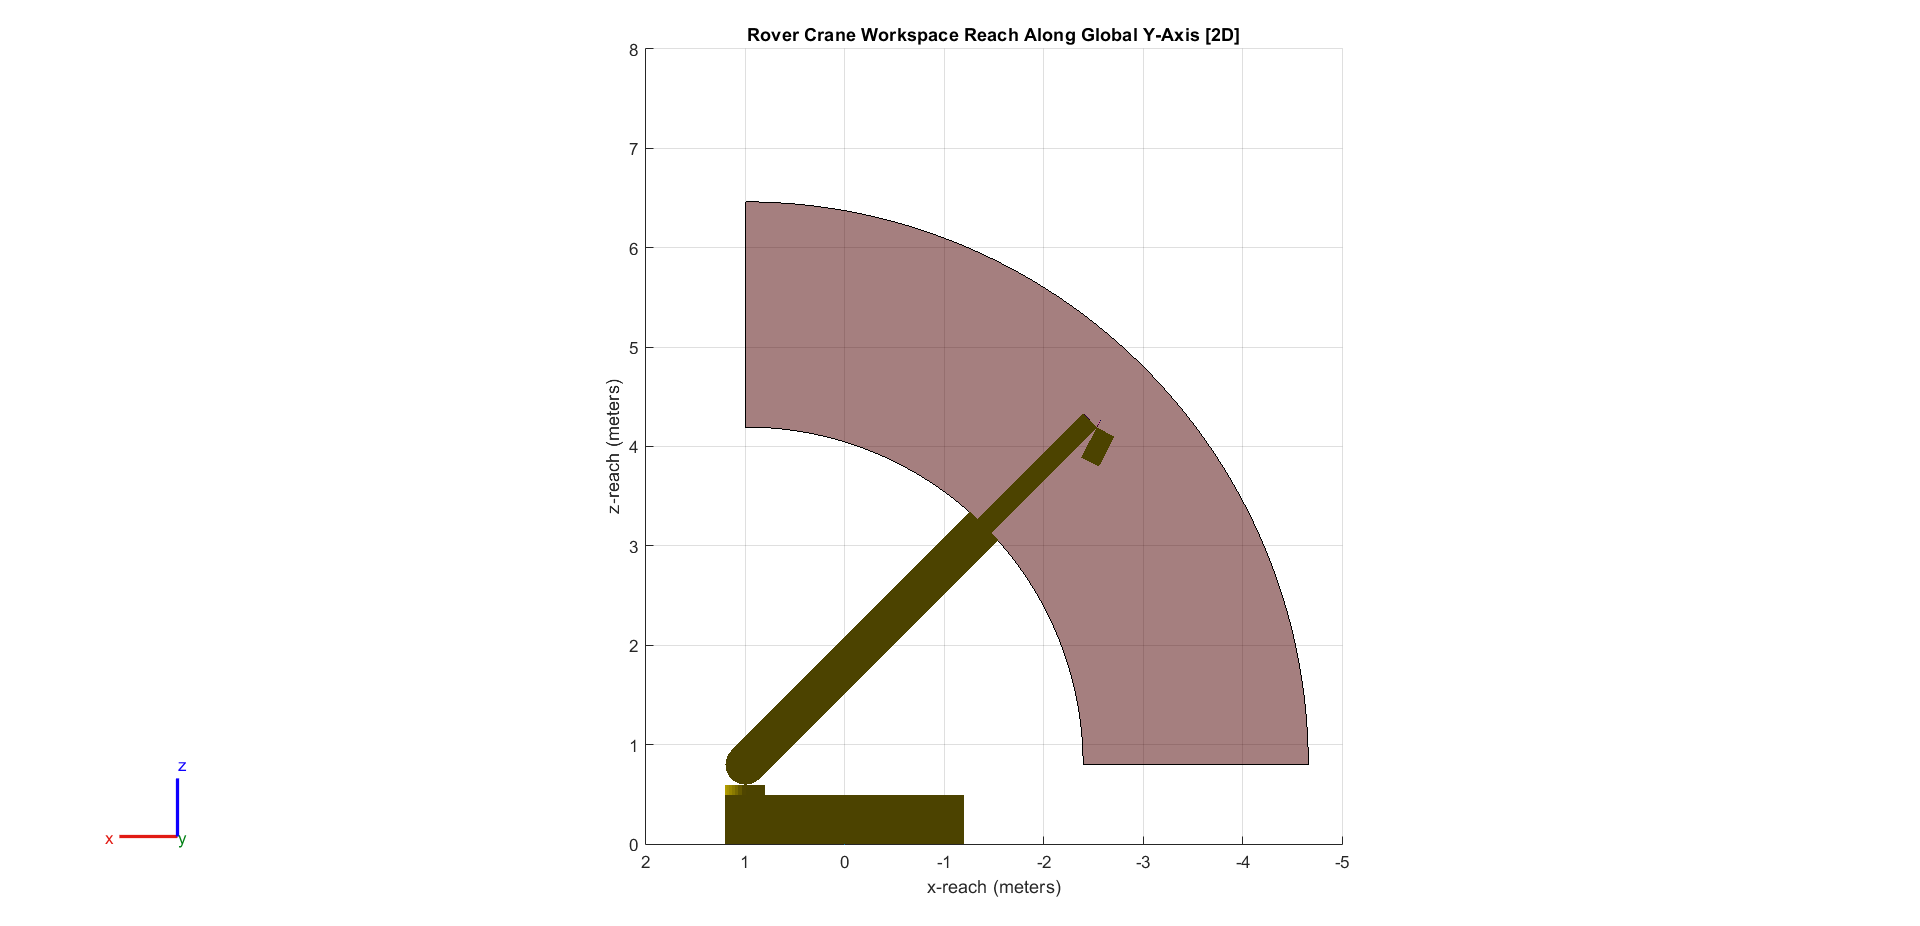 Rover Crane Workspace Reach Along Global Y-Axis [2D]
8
7
6
5
4
3
2
1
0
z-reach (meters)
2 1 0 -1 -2 -3 -4 -5
x-reach (meters)
z
x y